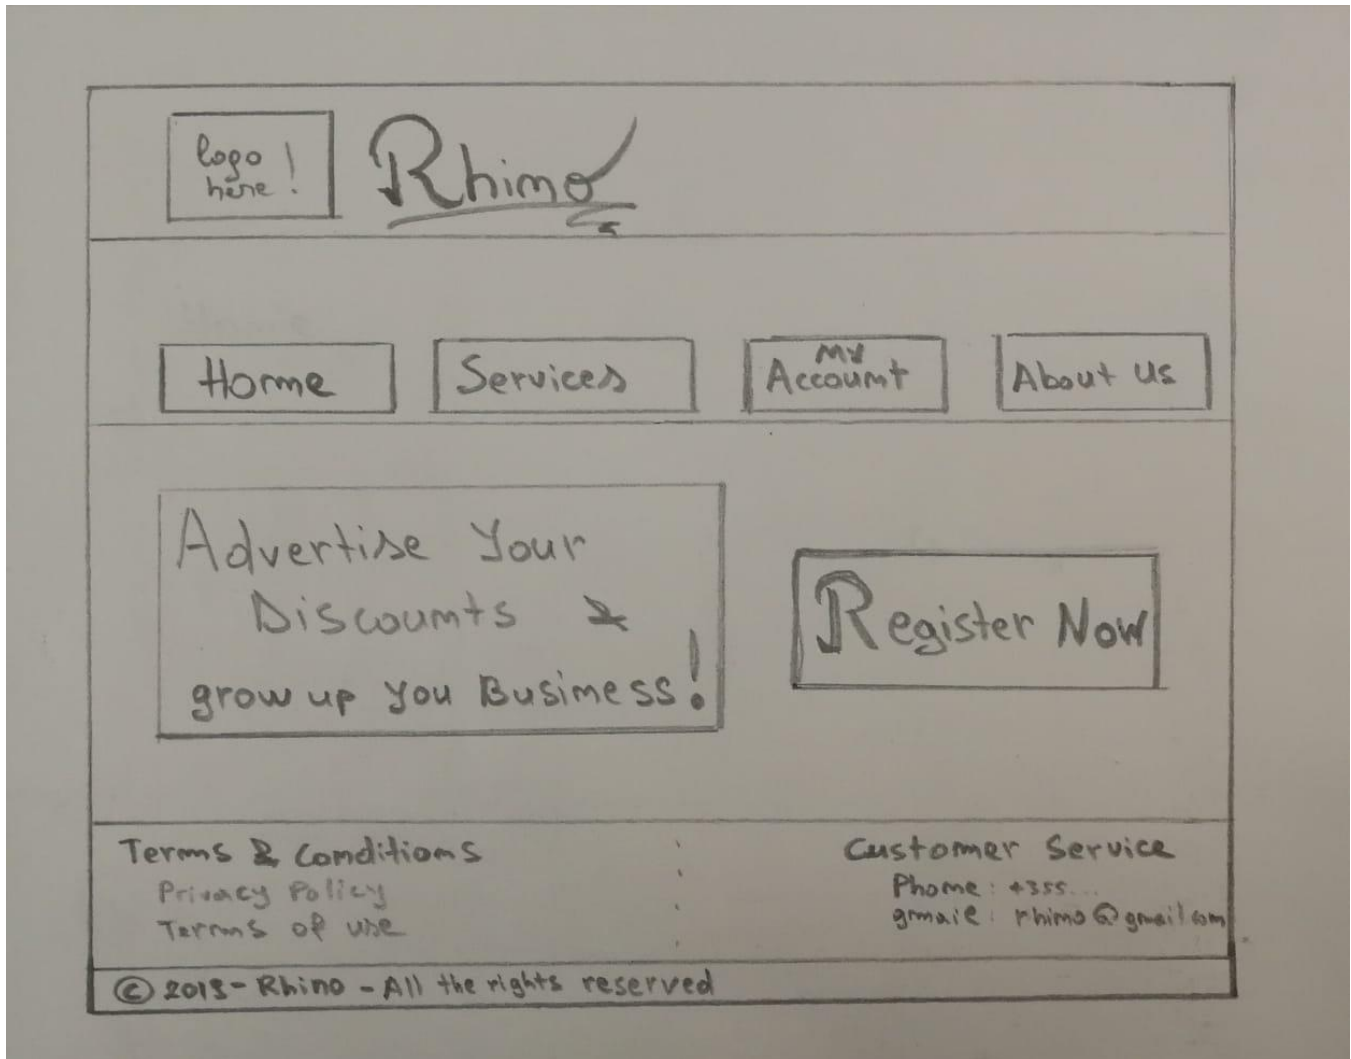 logo
here!
Rhino
Home
Services
My
Account
About Us
Advertise Your
Discounts &
grow up you Business!
Register Now
Terms & Conditions
Privacy Policy
Terms of use
Customer Service
Phone: +355...
gmail: rhino@gmail.com
© 2018 - Rhino - All the rights reserved